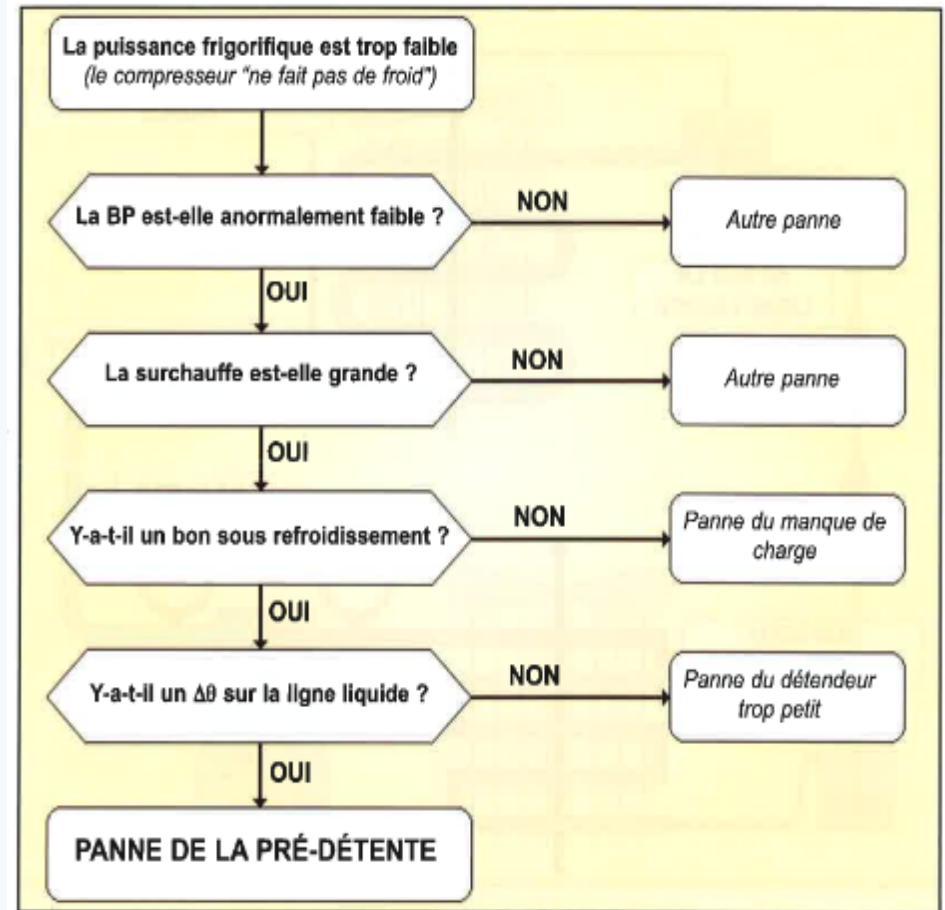 La puissance frigorifique est trop faible
(le compresseur "ne fait pas de froid")
La BP est-elle anormalement faible ?
NON
Autre panne
OUI
La surchauffe est-elle grande ?
NON
Autre panne
OUI
Y-a-t-il un bon sous refroidissement ?
NON
Panne du manque de
charge
OUI
Y-a-t-il un Δθ sur la ligne liquide ?
NON
Panne du détendeur
trop petit
OUI
PANNE DE LA PRÉ-DÉTENTE